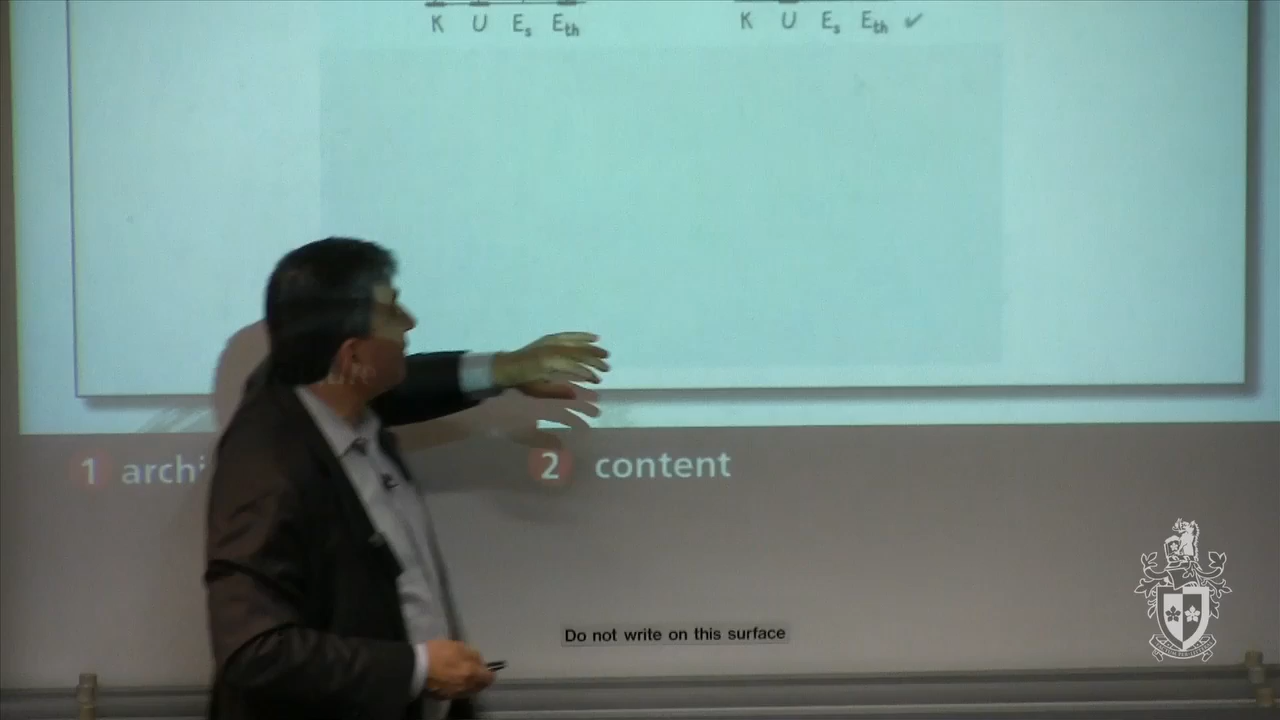 K U Es Eth K U Es Eth ✓
1 archi 2 content
Do not write on this surface